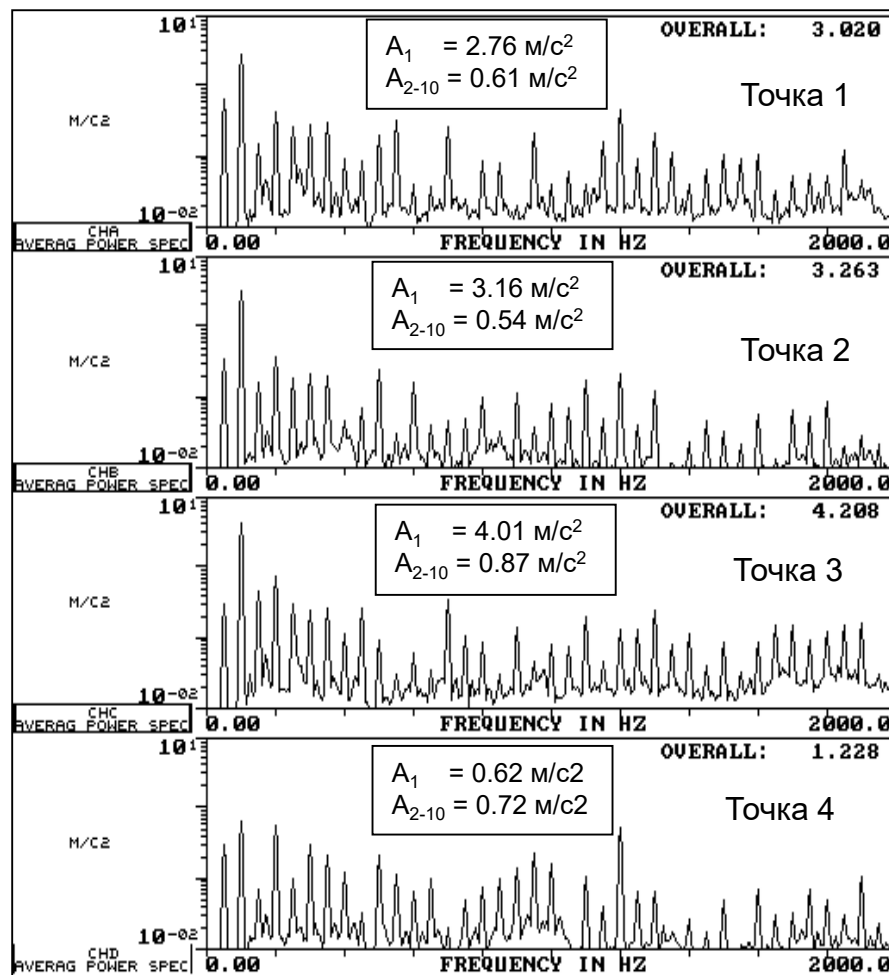 10¹ OVERALL: 3.020
A₁ = 2.76 м/с²
A₂₋₁₀ = 0.61 м/с²
Точка 1
M/C2
10⁻⁰²
CHA
AVERAG POWER SPEC
0.00 FREQUENCY IN HZ 2000.0
10¹ OVERALL: 3.263
A₁ = 3.16 м/с²
A₂₋₁₀ = 0.54 м/с²
Точка 2
M/C2
10⁻⁰²
CHB
AVERAG POWER SPEC
0.00 FREQUENCY IN HZ 2000.0
10¹ OVERALL: 4.208
A₁ = 4.01 м/с²
A₂₋₁₀ = 0.87 м/с²
Точка 3
M/C2
10⁻⁰²
CHC
AVERAG POWER SPEC
0.00 FREQUENCY IN HZ 2000.0
10¹ OVERALL: 1.228
A₁ = 0.62 м/с2
A₂₋₁₀ = 0.72 м/с2
Точка 4
M/C2
10⁻⁰²
CHD
AVERAG POWER SPEC
0.00 FREQUENCY IN HZ 2000.0